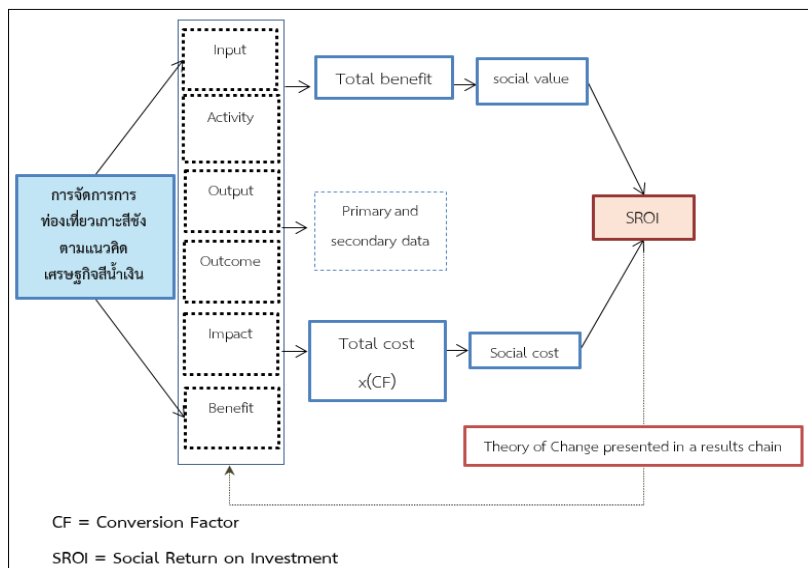 Input
Activity
Output
Outcome
Impact
Benefit
การจัดการการ
ท่องเที่ยวเกาะสีชัง
ตามแนวคิด
เศรษฐกิจสีน้ำเงิน
Total benefit
social value
Primary and
secondary data
SROI
Total cost
x(CF)
Social cost
Theory of Change presented in a results chain
CF = Conversion Factor
SROI = Social Return on Investment